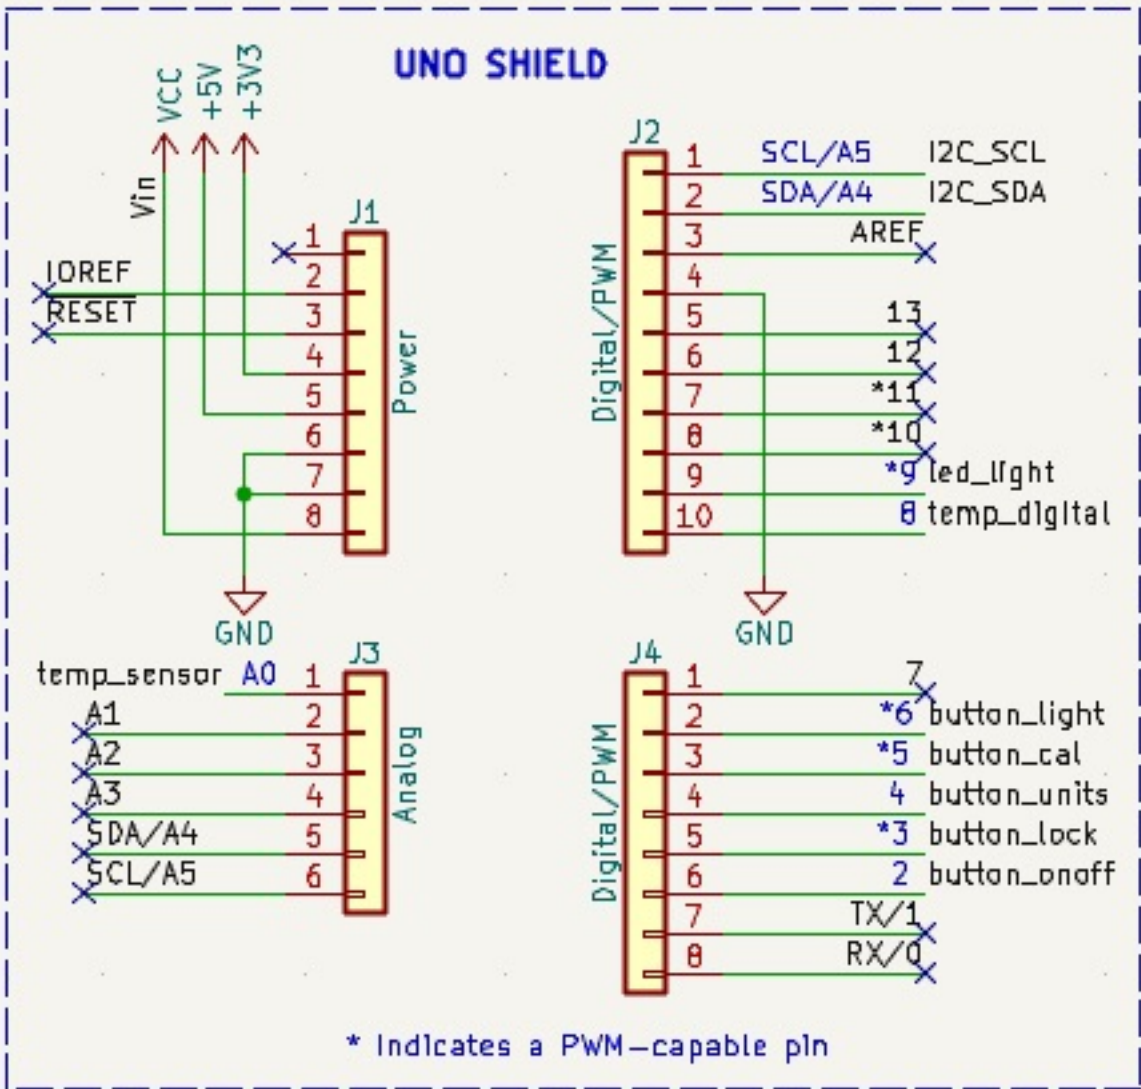 UNO SHIELD
VCC
+5V
+3V3
Vin
J1
1
IOREF
2
RESET
3
4
5
6
7
8
Power
GND
J2
1 SCL/A5 I2C_SCL
2 SDA/A4 I2C_SDA
3 AREF
4
5 13
6 12
7 *11
8 *10
9 *9 led_light
10 8 temp_digital
Digital/PWM
GND
J3
temp_sensor A0 1
A1 2
A2 3
A3 4
SDA/A4 5
SCL/A5 6
Analog
J4
1 7
2 *6 button_light
3 *5 button_cal
4 4 button_units
5 *3 button_lock
6 2 button_onoff
7 TX/1
8 RX/0
Digital/PWM
* Indicates a PWM-capable pin